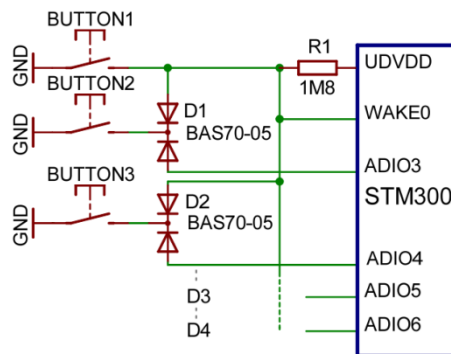 BUTTON1
GND
R1
1M8
UDVDD
BUTTON2
GND
D1
BAS70-05
WAKE0
ADIO3
STM300
BUTTON3
GND
D2
BAS70-05
ADIO4
D3
ADIO5
D4
ADIO6